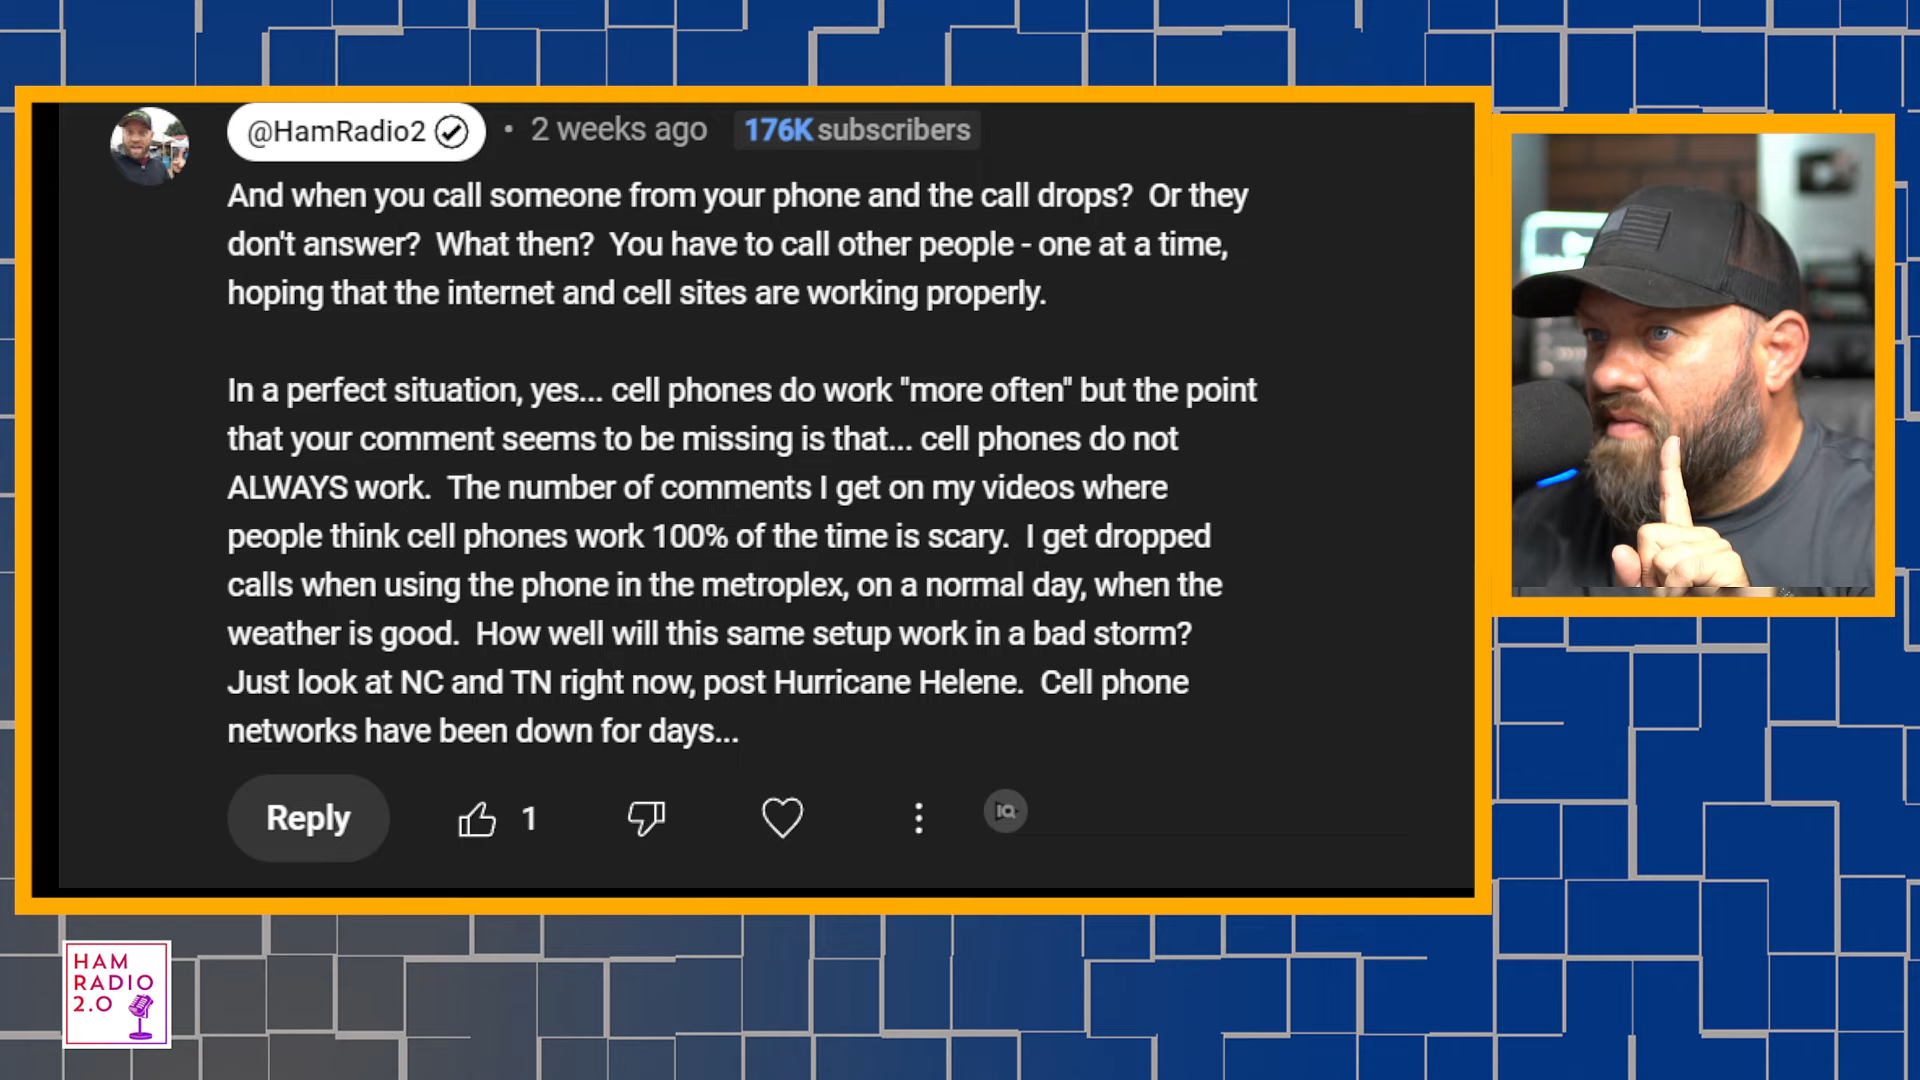 @HamRadio2 • 2 weeks ago 176K subscribers
And when you call someone from your phone and the call drops? Or they
don't answer? What then? You have to call other people - one at a time,
hoping that the internet and cell sites are working properly.
In a perfect situation, yes... cell phones do work "more often" but the point
that your comment seems to be missing is that... cell phones do not
ALWAYS work. The number of comments I get on my videos where
people think cell phones work 100% of the time is scary. I get dropped
calls when using the phone in the metroplex, on a normal day, when the
weather is good. How well will this same setup work in a bad storm?
Just look at NC and TN right now, post Hurricane Helene. Cell phone
networks have been down for days...
Reply 1
HAM
RADIO
2.0